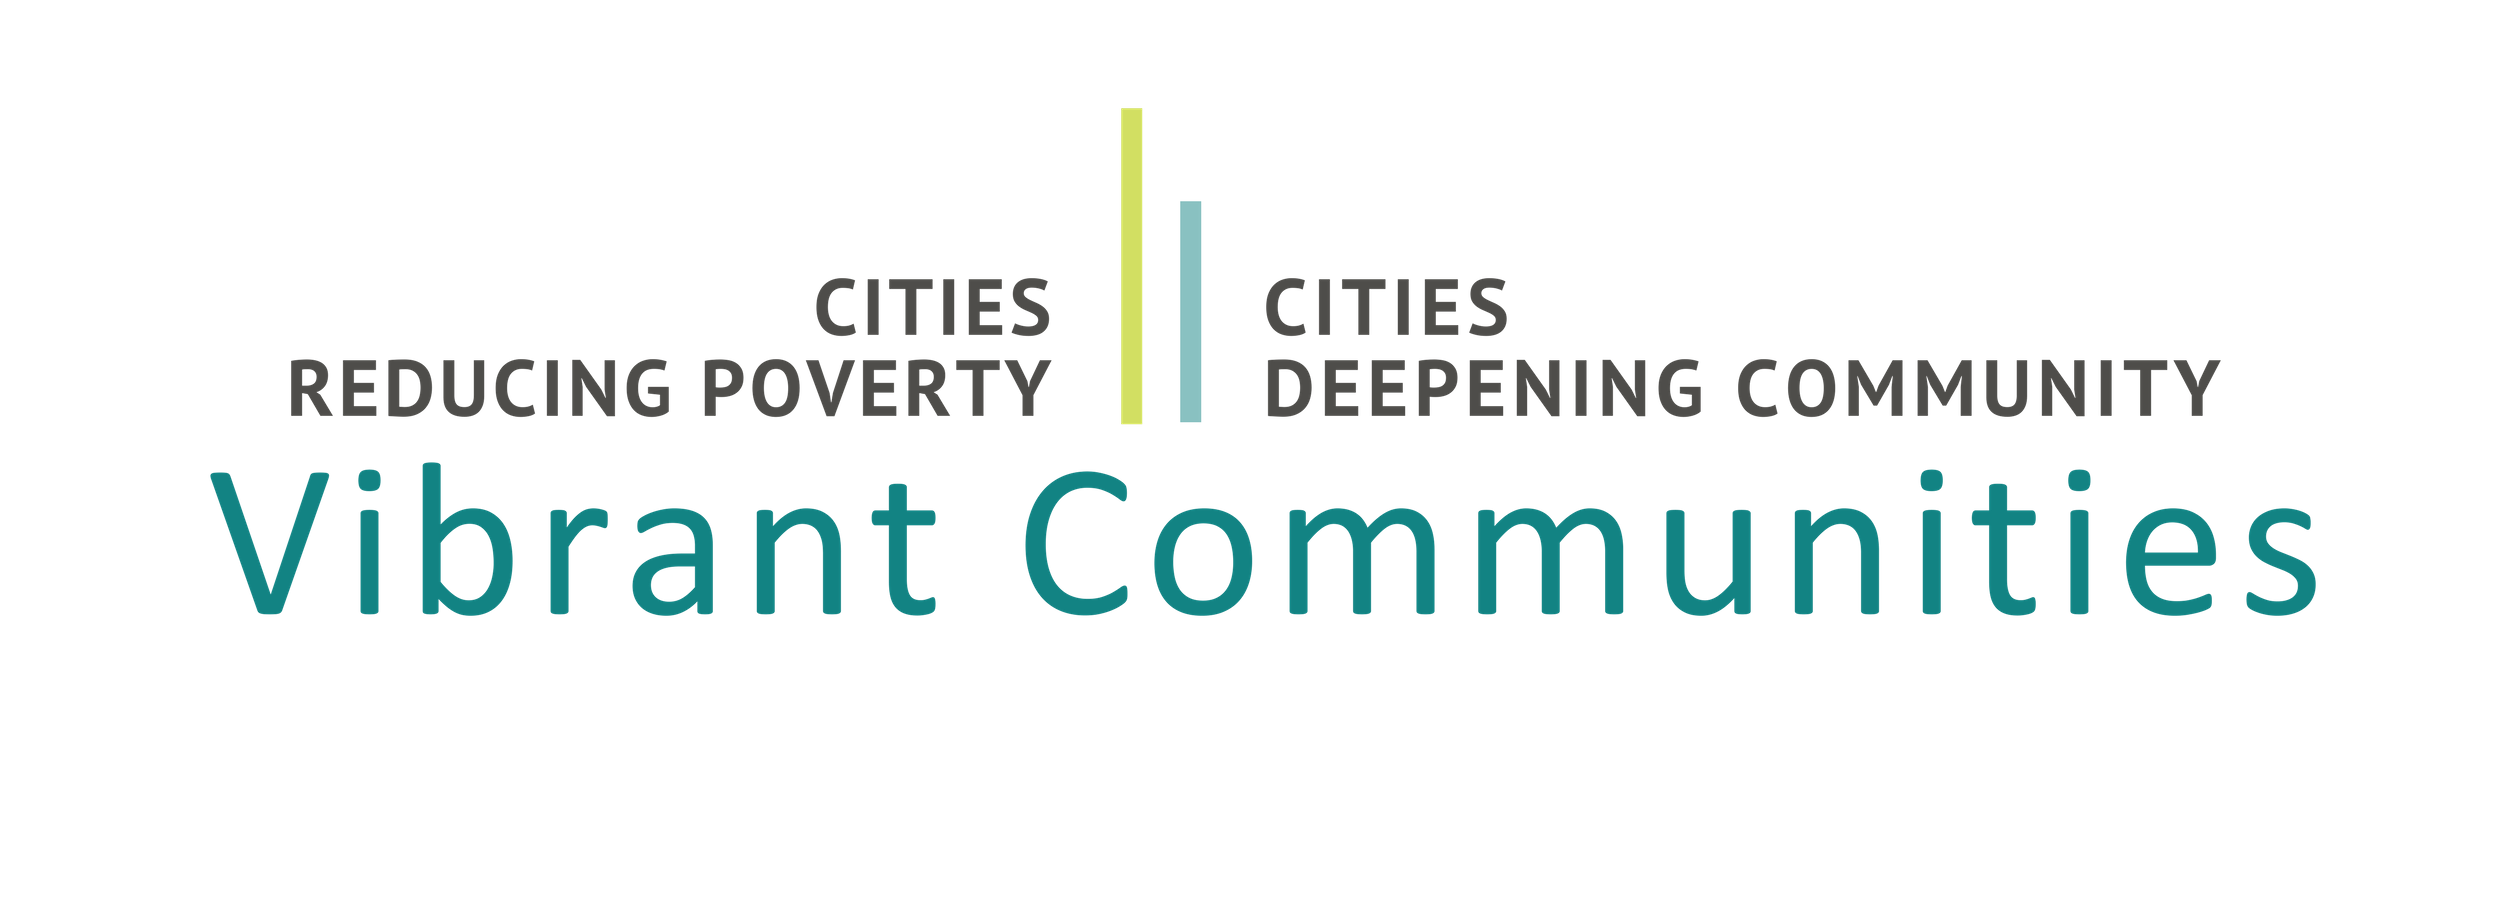 CITIES
REDUCING POVERTY
CITIES
DEEPENING COMMUNITY
Vibrant Communities